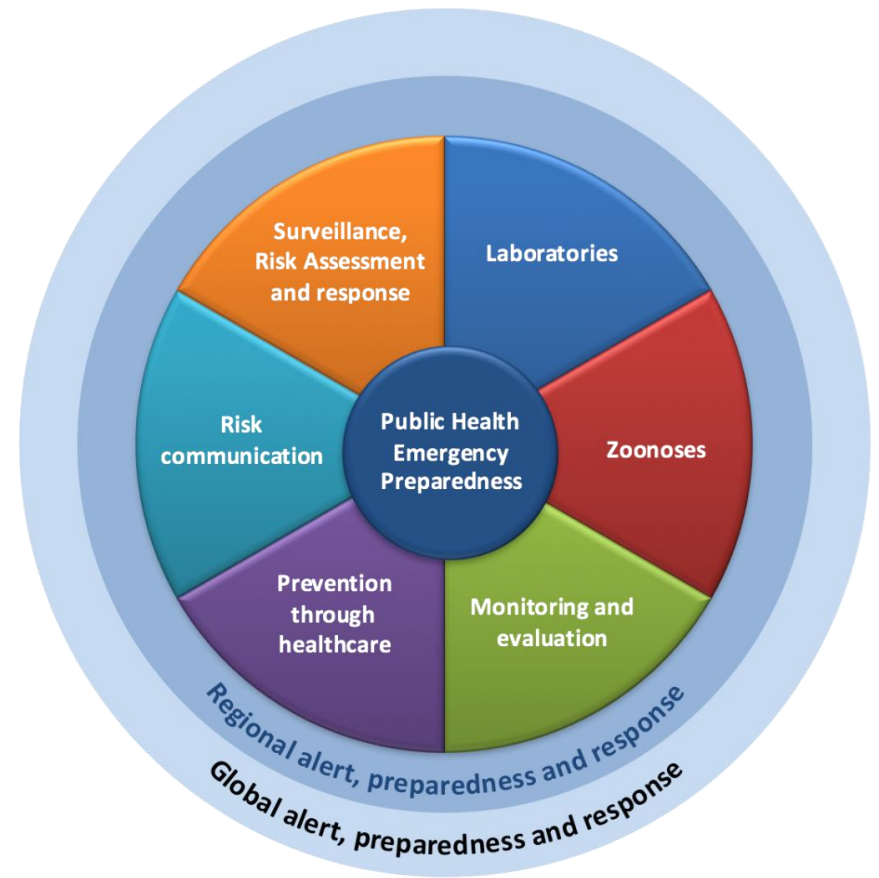 Surveillance,
Risk Assessment
and response
Laboratories
Risk
communication
Public Health
Emergency
Preparedness
Zoonoses
Prevention
through
healthcare
Monitoring and
evaluation
Regional alert, preparedness and response
Global alert, preparedness and response